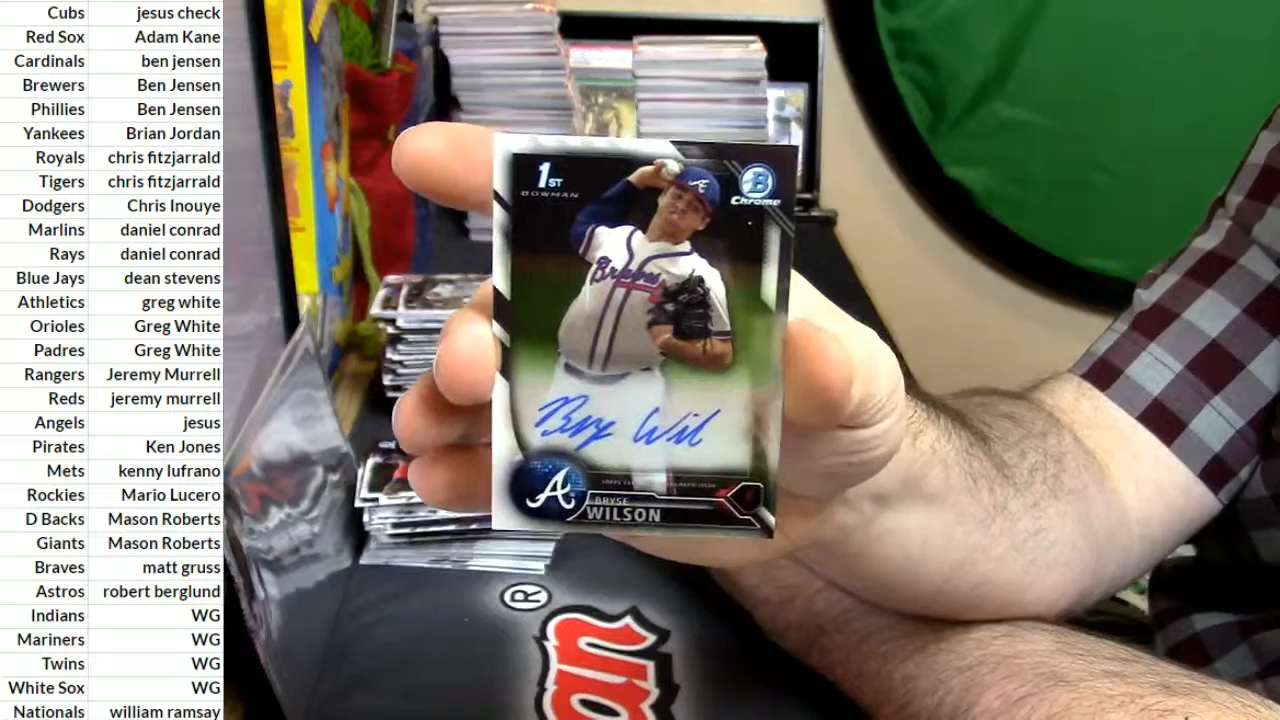 Cubs jesus check
Red Sox Adam Kane
Cardinals ben jensen
Brewers Ben Jensen
Phillies Ben Jensen
Yankees Brian Jordan
Royals chris fitzjarrald
Tigers chris fitzjarrald
Dodgers Chris Inouye
Marlins daniel conrad
Rays daniel conrad
Blue Jays dean stevens
Athletics greg white
Orioles Greg White
Padres Greg White
Rangers Jeremy Murrell
Reds jeremy murrell
Angels jesus
Pirates Ken Jones
Mets kenny lufrano
Rockies Mario Lucero
D Backs Mason Roberts
Giants Mason Roberts
Braves matt gruss
Astros robert berglund
Indians WG
Mariners WG
Twins WG
White Sox WG
Nationals william ramsay
1ST
BOWMAN
B
Chrome
A
Braves
Bry Wil
A
BRYSE
WILSON
®